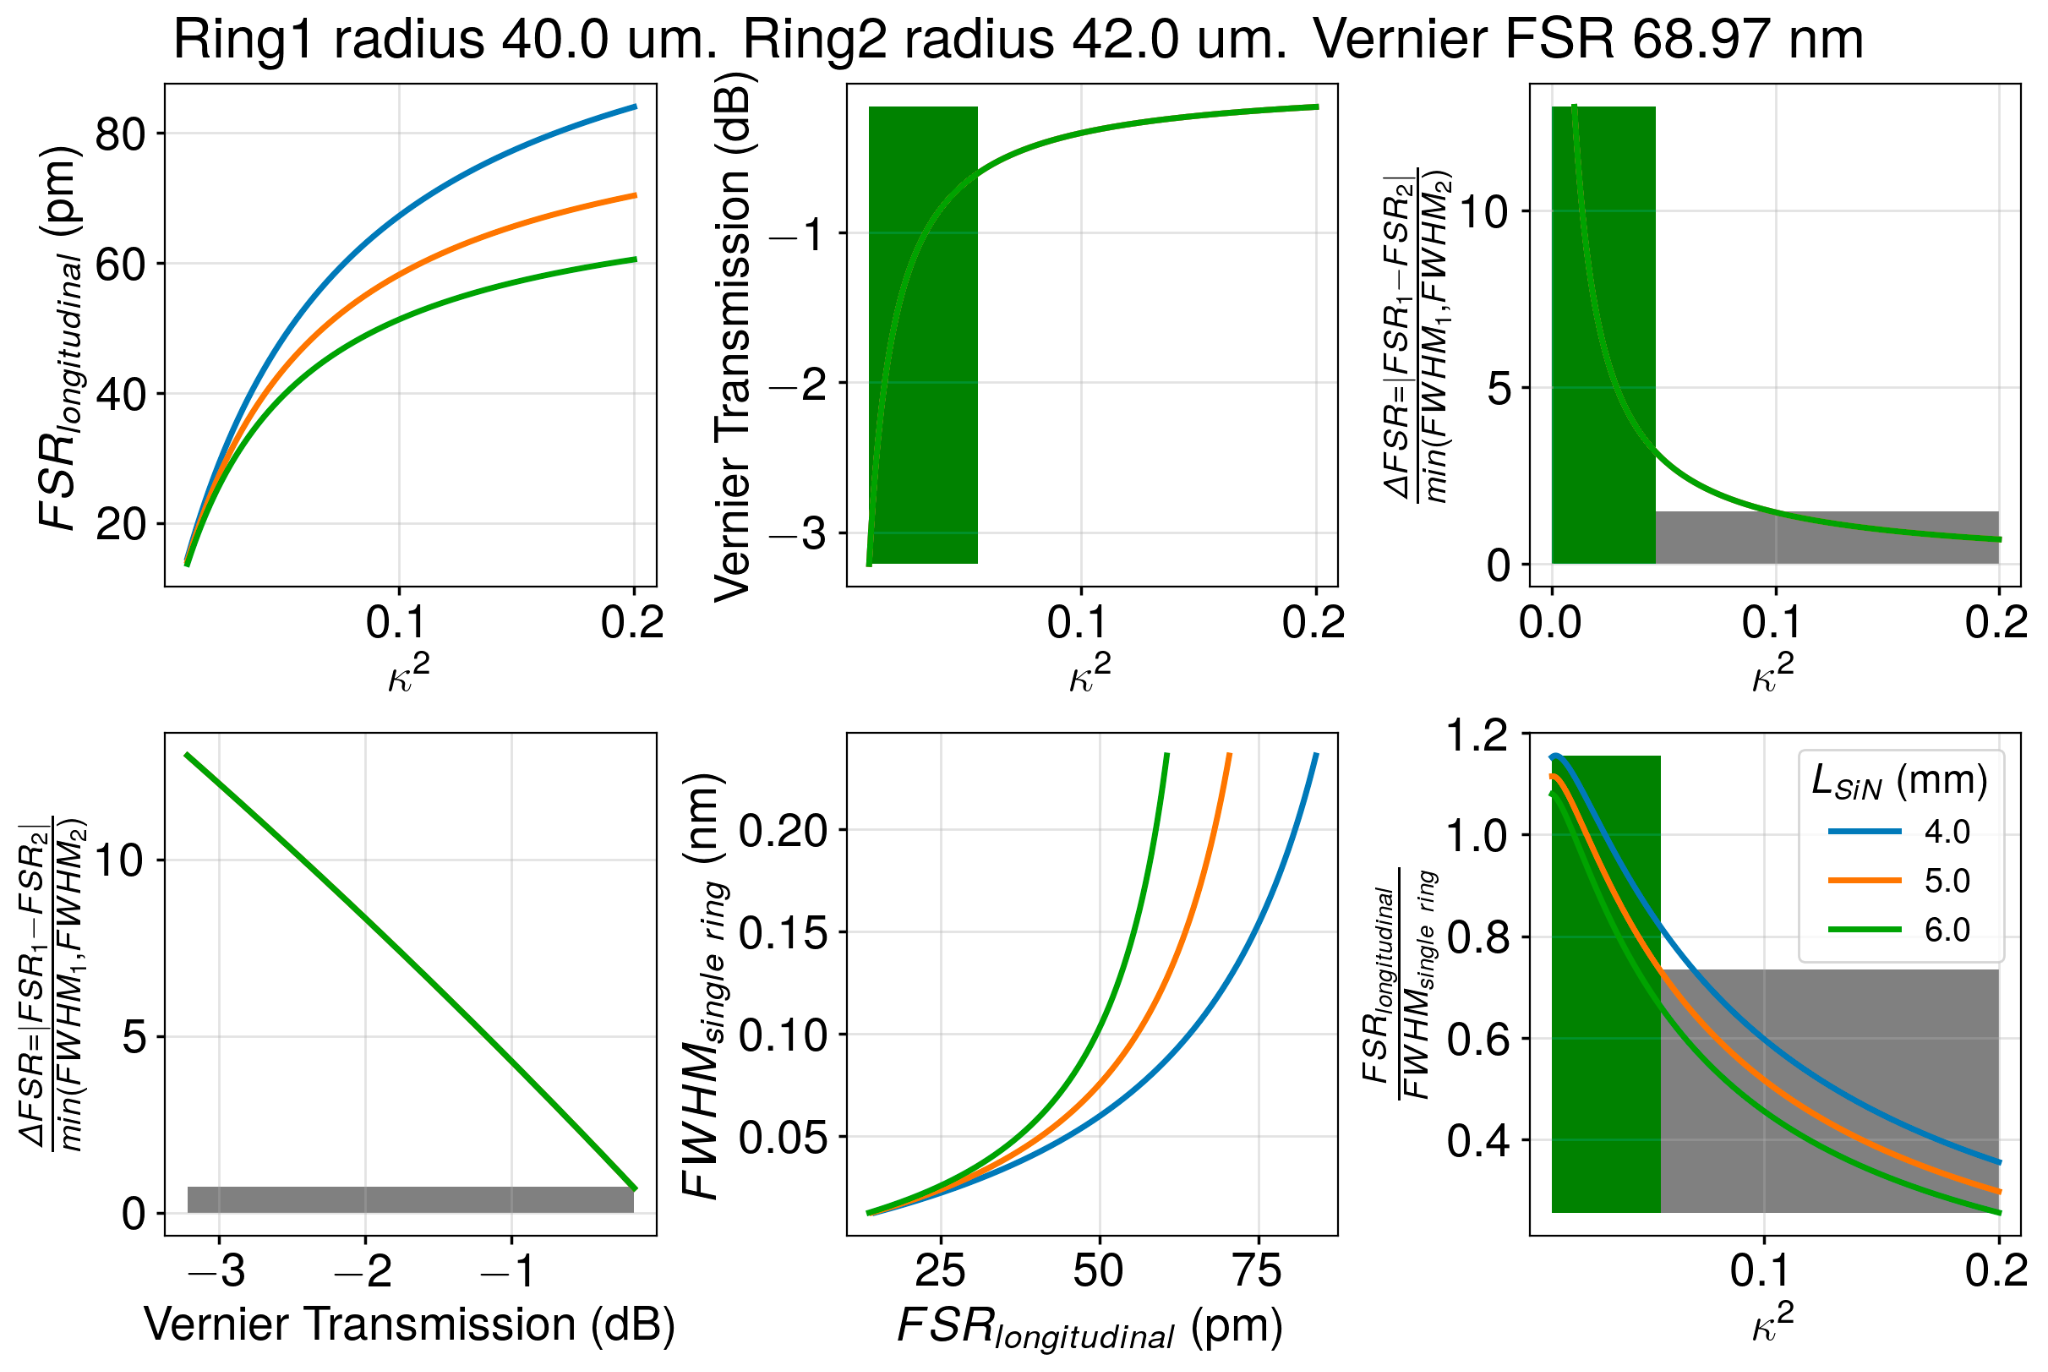 Ring1 radius 40.0 um. Ring2 radius 42.0 um. Vernier FSR 68.97 nm
FSR_longitudinal (pm)
80
60
40
20
0.1 0.2
κ²
Vernier Transmission (dB)
−1
−2
−3
0.1 0.2
κ²
ΔFSR=|FSR₁−FSR₂|
min(FWHM₁,FWHM₂)
10
5
0
0.0 0.1 0.2
κ²
ΔFSR=|FSR₁−FSR₂|
min(FWHM₁,FWHM₂)
10
5
0
−3 −2 −1
Vernier Transmission (dB)
FWHM_single ring (nm)
0.20
0.15
0.10
0.05
25 50 75
FSR_longitudinal (pm)
FSR_longitudinal
FWHM_single ring
1.2
1.0
0.8
0.6
0.4
0.1 0.2
κ²
L_SiN (mm)
4.0
5.0
6.0